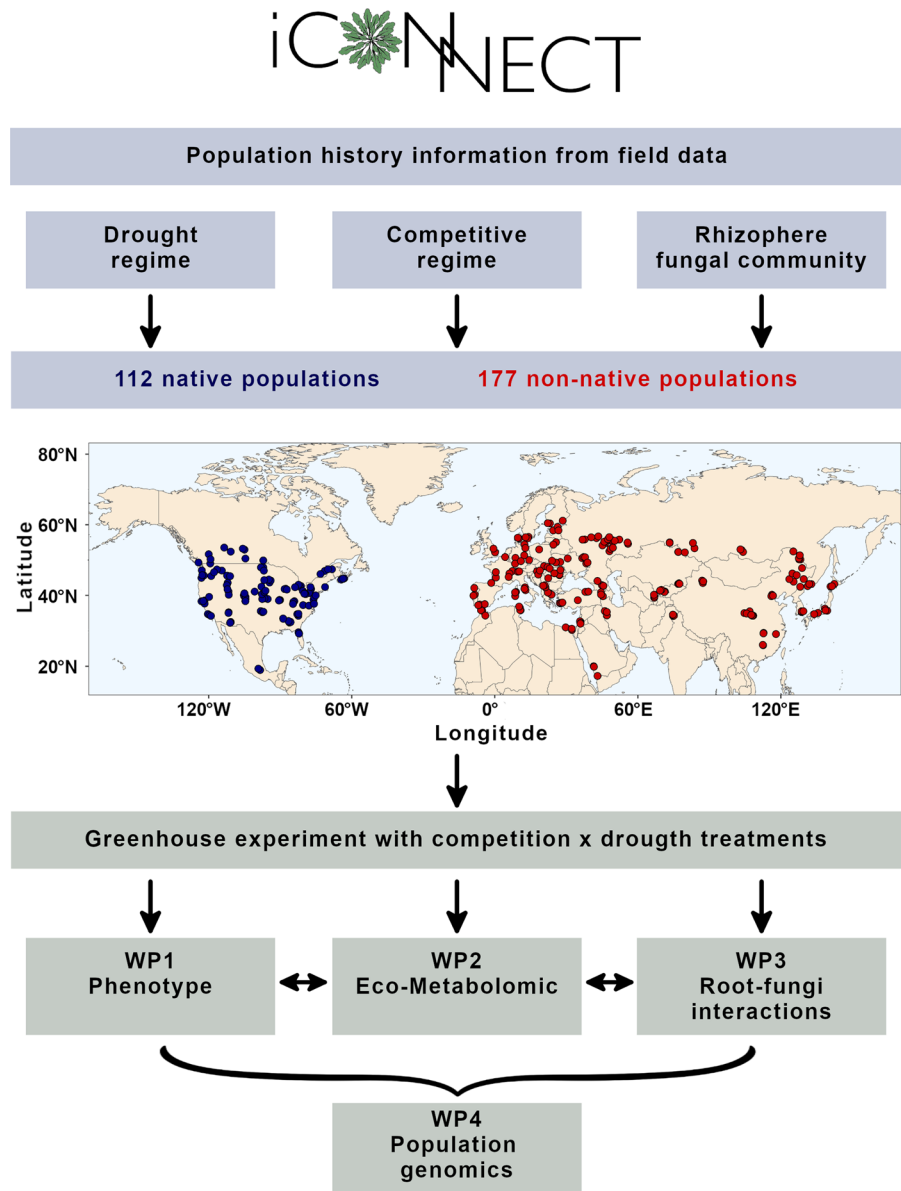 iCONNECT
Population history information from field data
Drought
regime
Competitive
regime
Rhizophere
fungal community
112 native populations
177 non-native populations
80°N
60°N
40°N
20°N
Latitude
120°W
60°W
0°
60°E
120°E
Longitude
Greenhouse experiment with competition x drougth treatments
WP1
Phenotype
WP2
Eco-Metabolomic
WP3
Root-fungi
interactions
WP4
Population
genomics